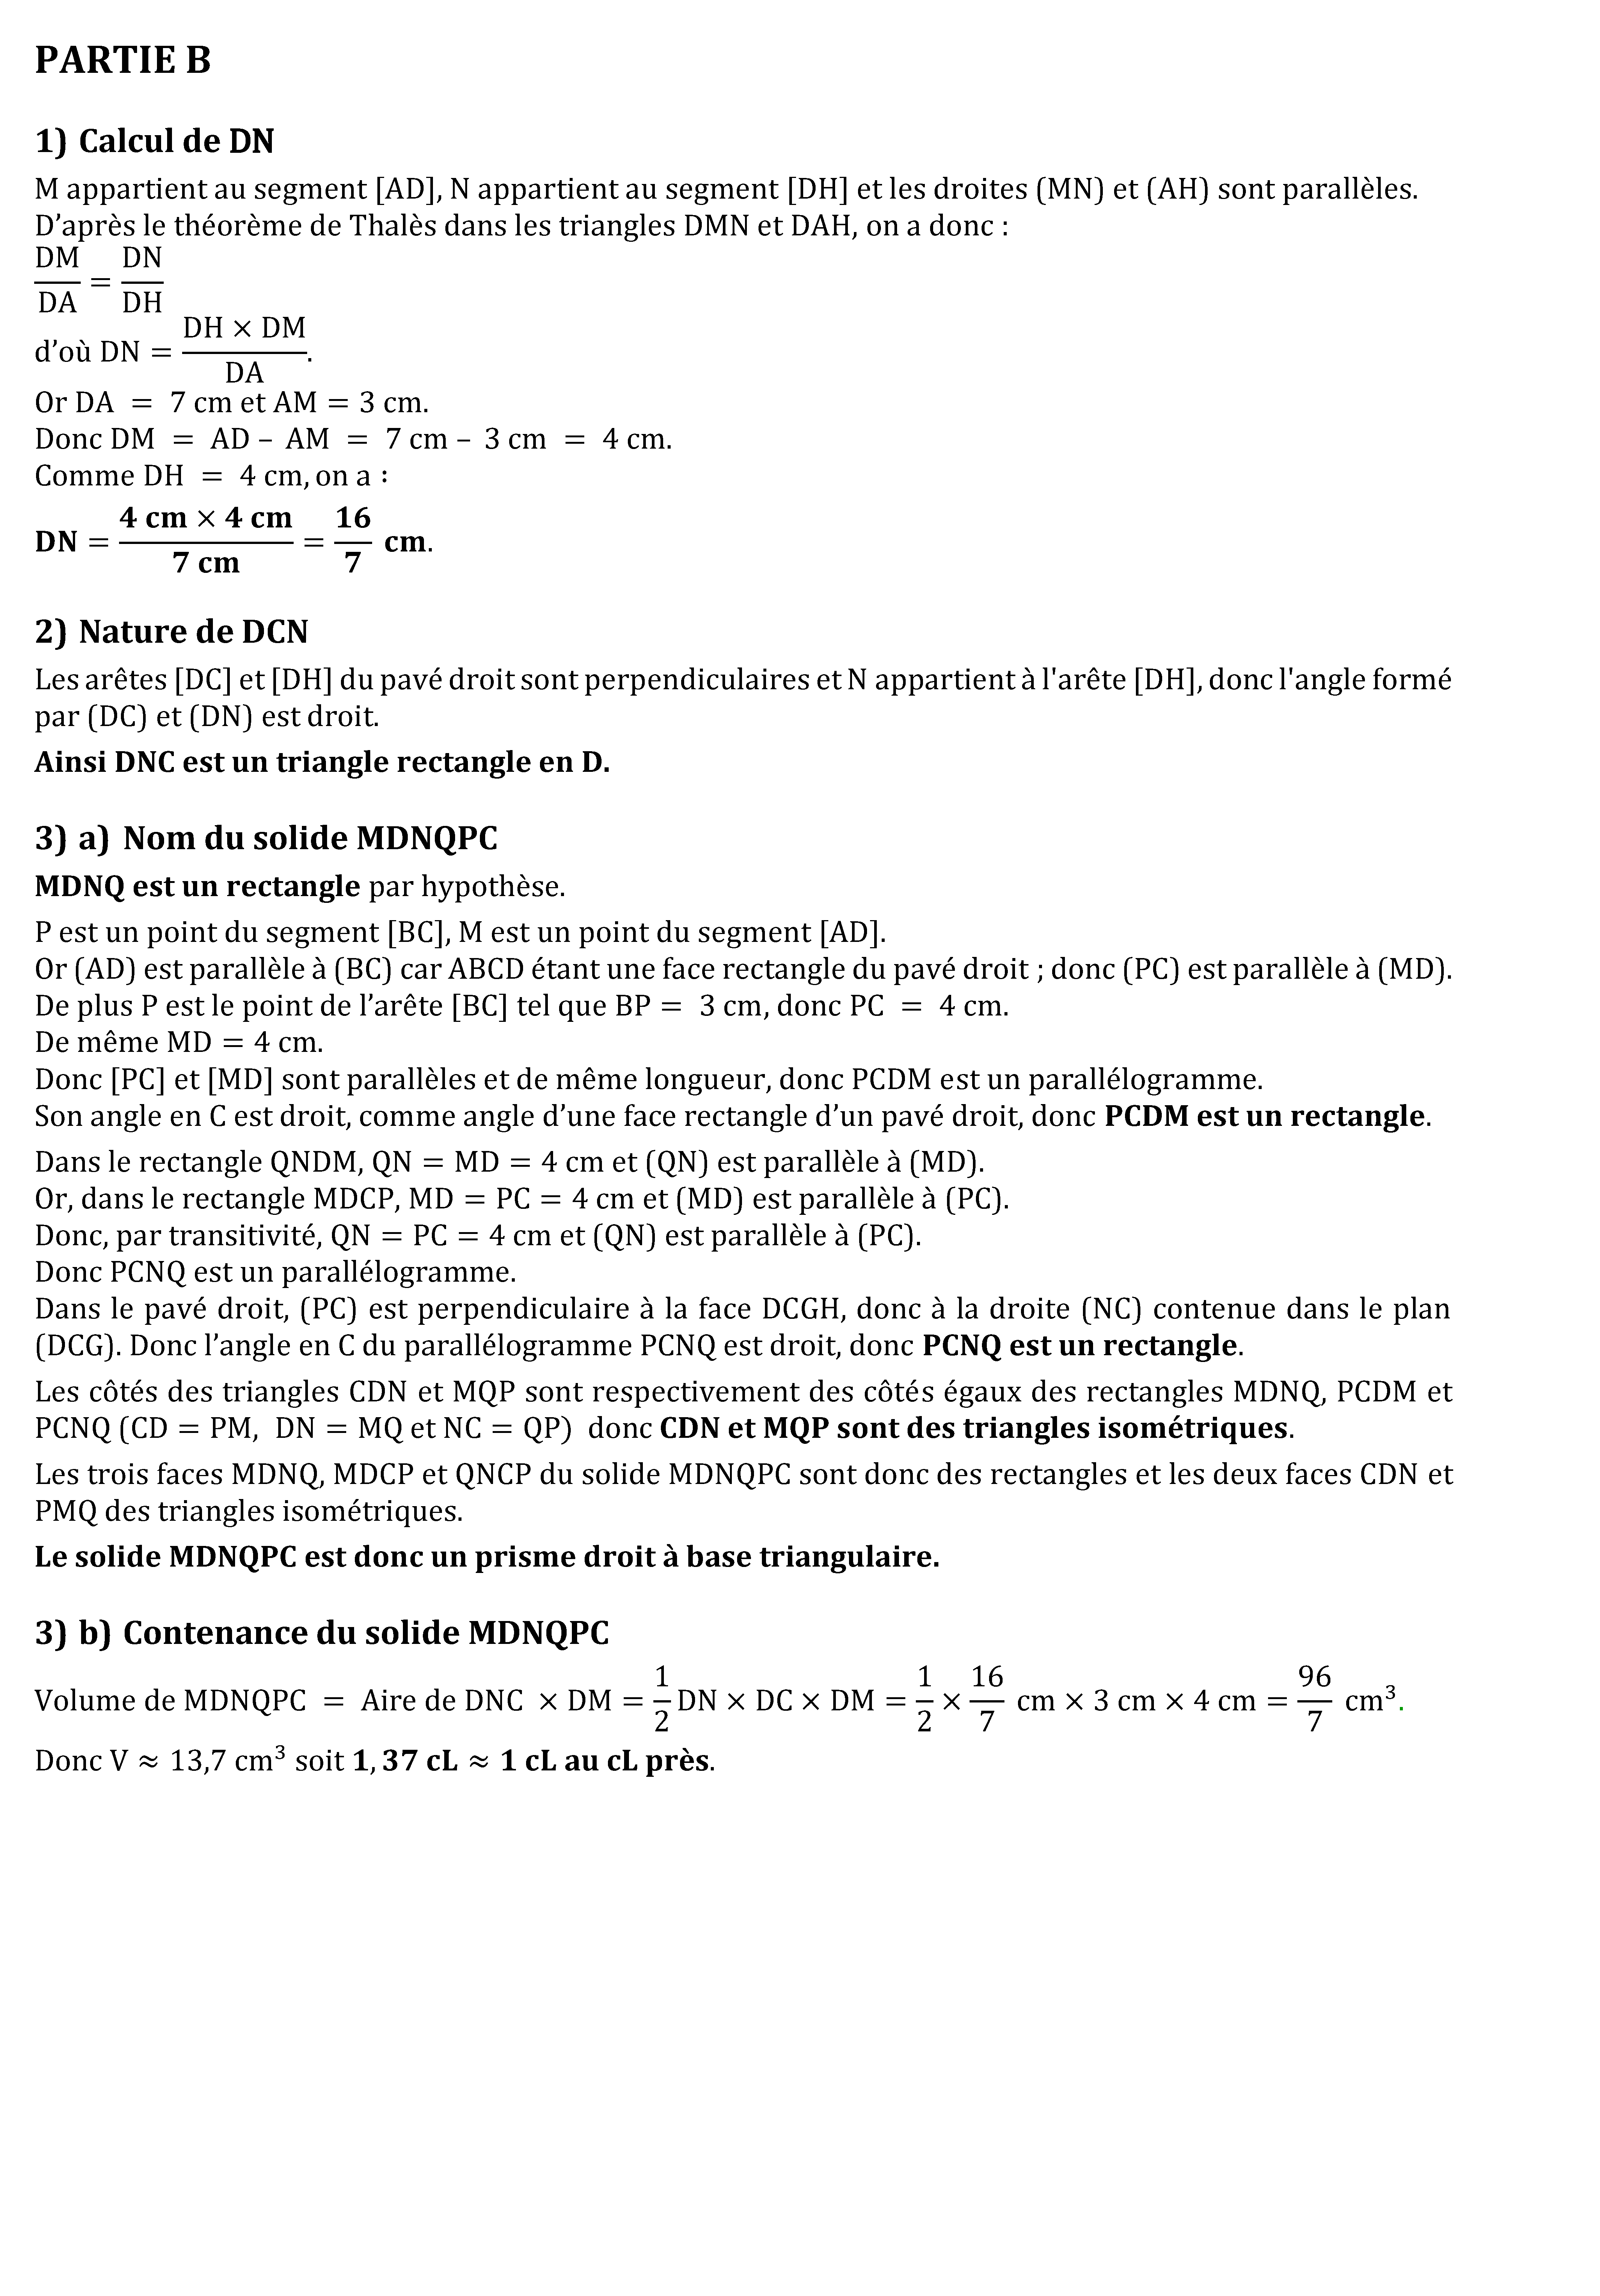 PARTIE B
1) Calcul de DN
M appartient au segment [AD], N appartient au segment [DH] et les droites (MN) et (AH) sont parallèles.
D’après le théorème de Thalès dans les triangles DMN et DAH, on a donc :
DM/DA = DN/DH
d’où DN = (DH × DM)/DA.
Or DA = 7 cm et AM = 3 cm.
Donc DM = AD – AM = 7 cm – 3 cm = 4 cm.
Comme DH = 4 cm, on a :
DN = (4 cm × 4 cm)/(7 cm) = 16/7 cm.
2) Nature de DCN
Les arêtes [DC] et [DH] du pavé droit sont perpendiculaires et N appartient à l'arête [DH], donc l'angle formé
par (DC) et (DN) est droit.
Ainsi DNC est un triangle rectangle en D.
3) a) Nom du solide MDNQPC
MDNQ est un rectangle par hypothèse.
P est un point du segment [BC], M est un point du segment [AD].
Or (AD) est parallèle à (BC) car ABCD étant une face rectangle du pavé droit ; donc (PC) est parallèle à (MD).
De plus P est le point de l’arête [BC] tel que BP = 3 cm, donc PC = 4 cm.
De même MD = 4 cm.
Donc [PC] et [MD] sont parallèles et de même longueur, donc PCDM est un parallélogramme.
Son angle en C est droit, comme angle d’une face rectangle d’un pavé droit, donc PCDM est un rectangle.
Dans le rectangle QNDM, QN = MD = 4 cm et (QN) est parallèle à (MD).
Or, dans le rectangle MDCP, MD = PC = 4 cm et (MD) est parallèle à (PC).
Donc, par transitivité, QN = PC = 4 cm et (QN) est parallèle à (PC).
Donc PCNQ est un parallélogramme.
Dans le pavé droit, (PC) est perpendiculaire à la face DCGH, donc à la droite (NC) contenue dans le plan
(DCG). Donc l’angle en C du parallélogramme PCNQ est droit, donc PCNQ est un rectangle.
Les côtés des triangles CDN et MQP sont respectivement des côtés égaux des rectangles MDNQ, PCDM et
PCNQ (CD = PM, DN = MQ et NC = QP) donc CDN et MQP sont des triangles isométriques.
Les trois faces MDNQ, MDCP et QNCP du solide MDNQPC sont donc des rectangles et les deux faces CDN et
PMQ des triangles isométriques.
Le solide MDNQPC est donc un prisme droit à base triangulaire.
3) b) Contenance du solide MDNQPC
Volume de MDNQPC = Aire de DNC × DM = 1/2 DN × DC × DM = 1/2 × 16/7 cm × 3 cm × 4 cm = 96/7 cm³.
Donc V ≈ 13,7 cm³ soit 1,37 cL ≈ 1 cL au cL près.